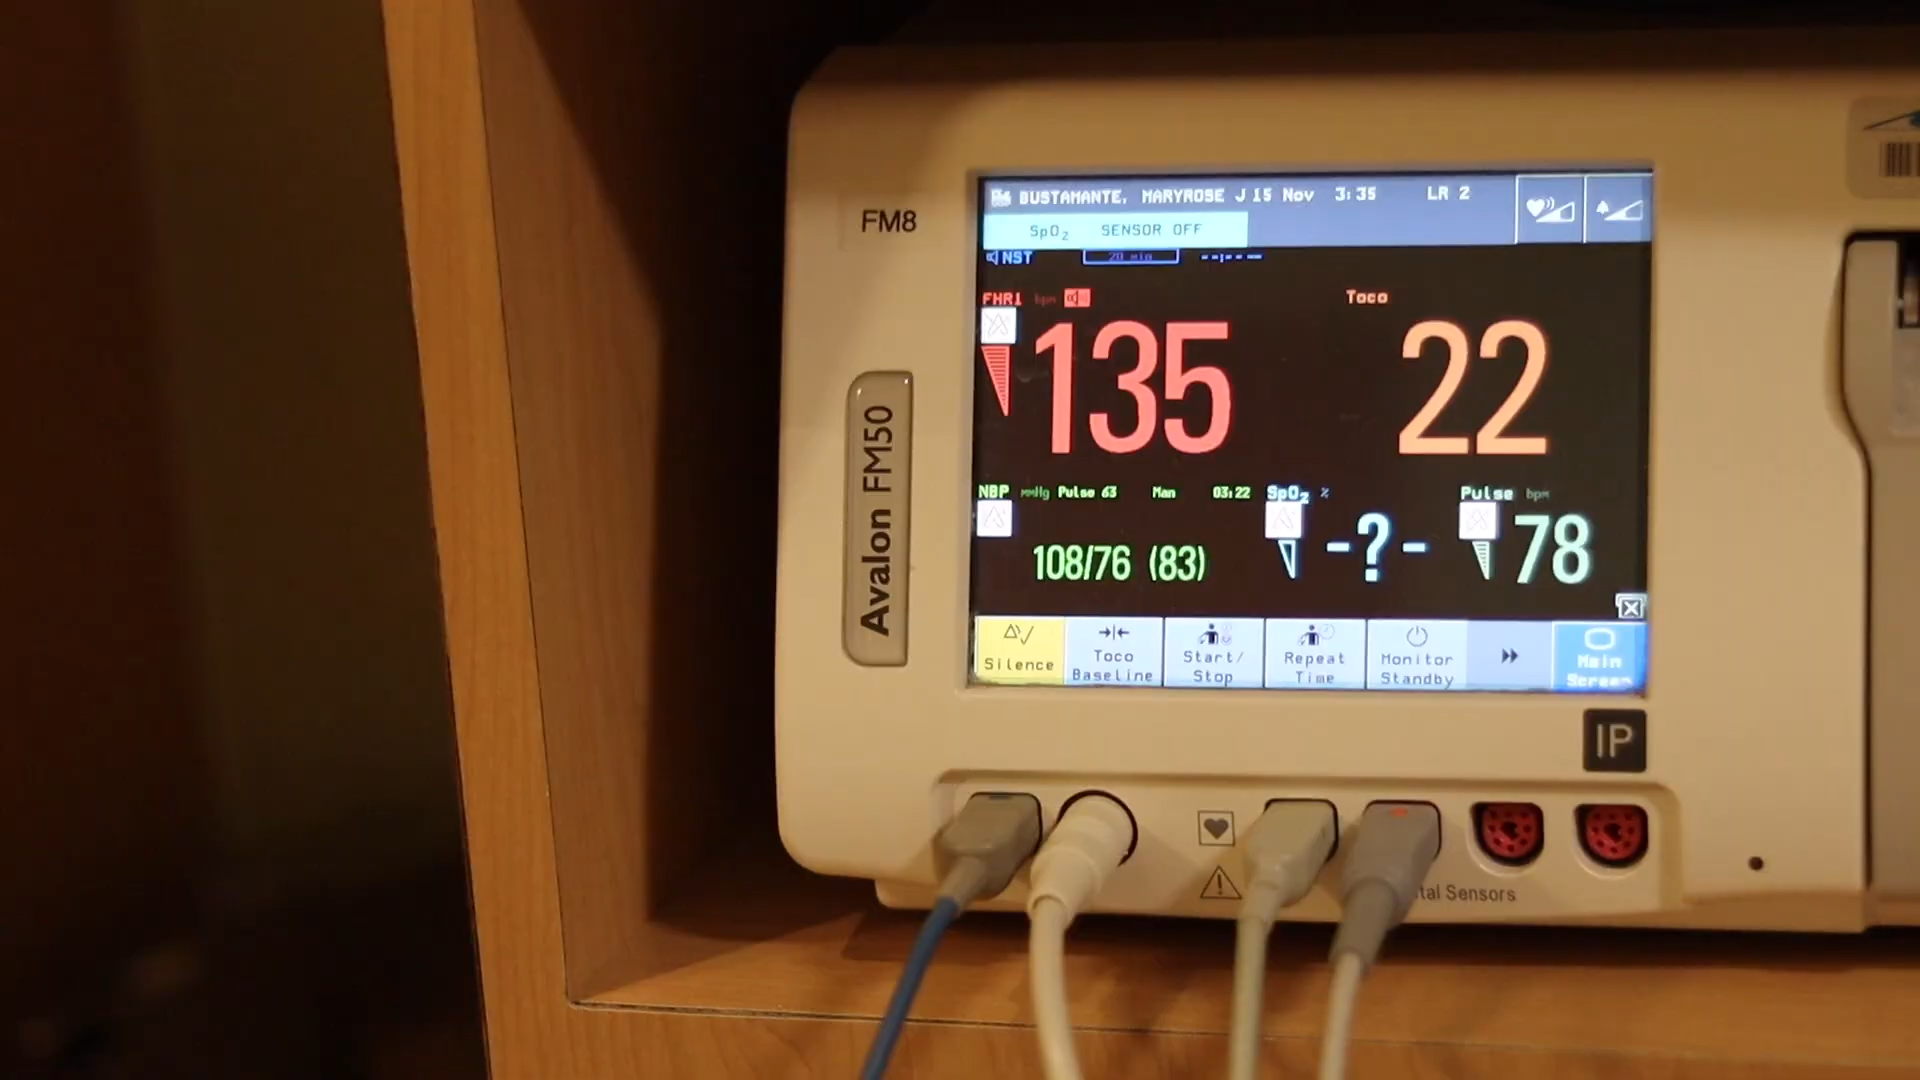 BUSTAMANTE, MARYROSE J 15 Nov 3:35 LR 2
SpO2 SENSOR OFF
FM8
NST 20 min --:-- --
FHR1 bpm Toco
135 22
Avalon FM50
NBP mmHg Pulse 63 Man 03:22 SpO2 % Pulse bpm
108/76 (83) -?- 78
Silence
Toco Baseline
Start/ Stop
Repeat Time
Monitor Standby
Main Screen
IP
tal Sensors